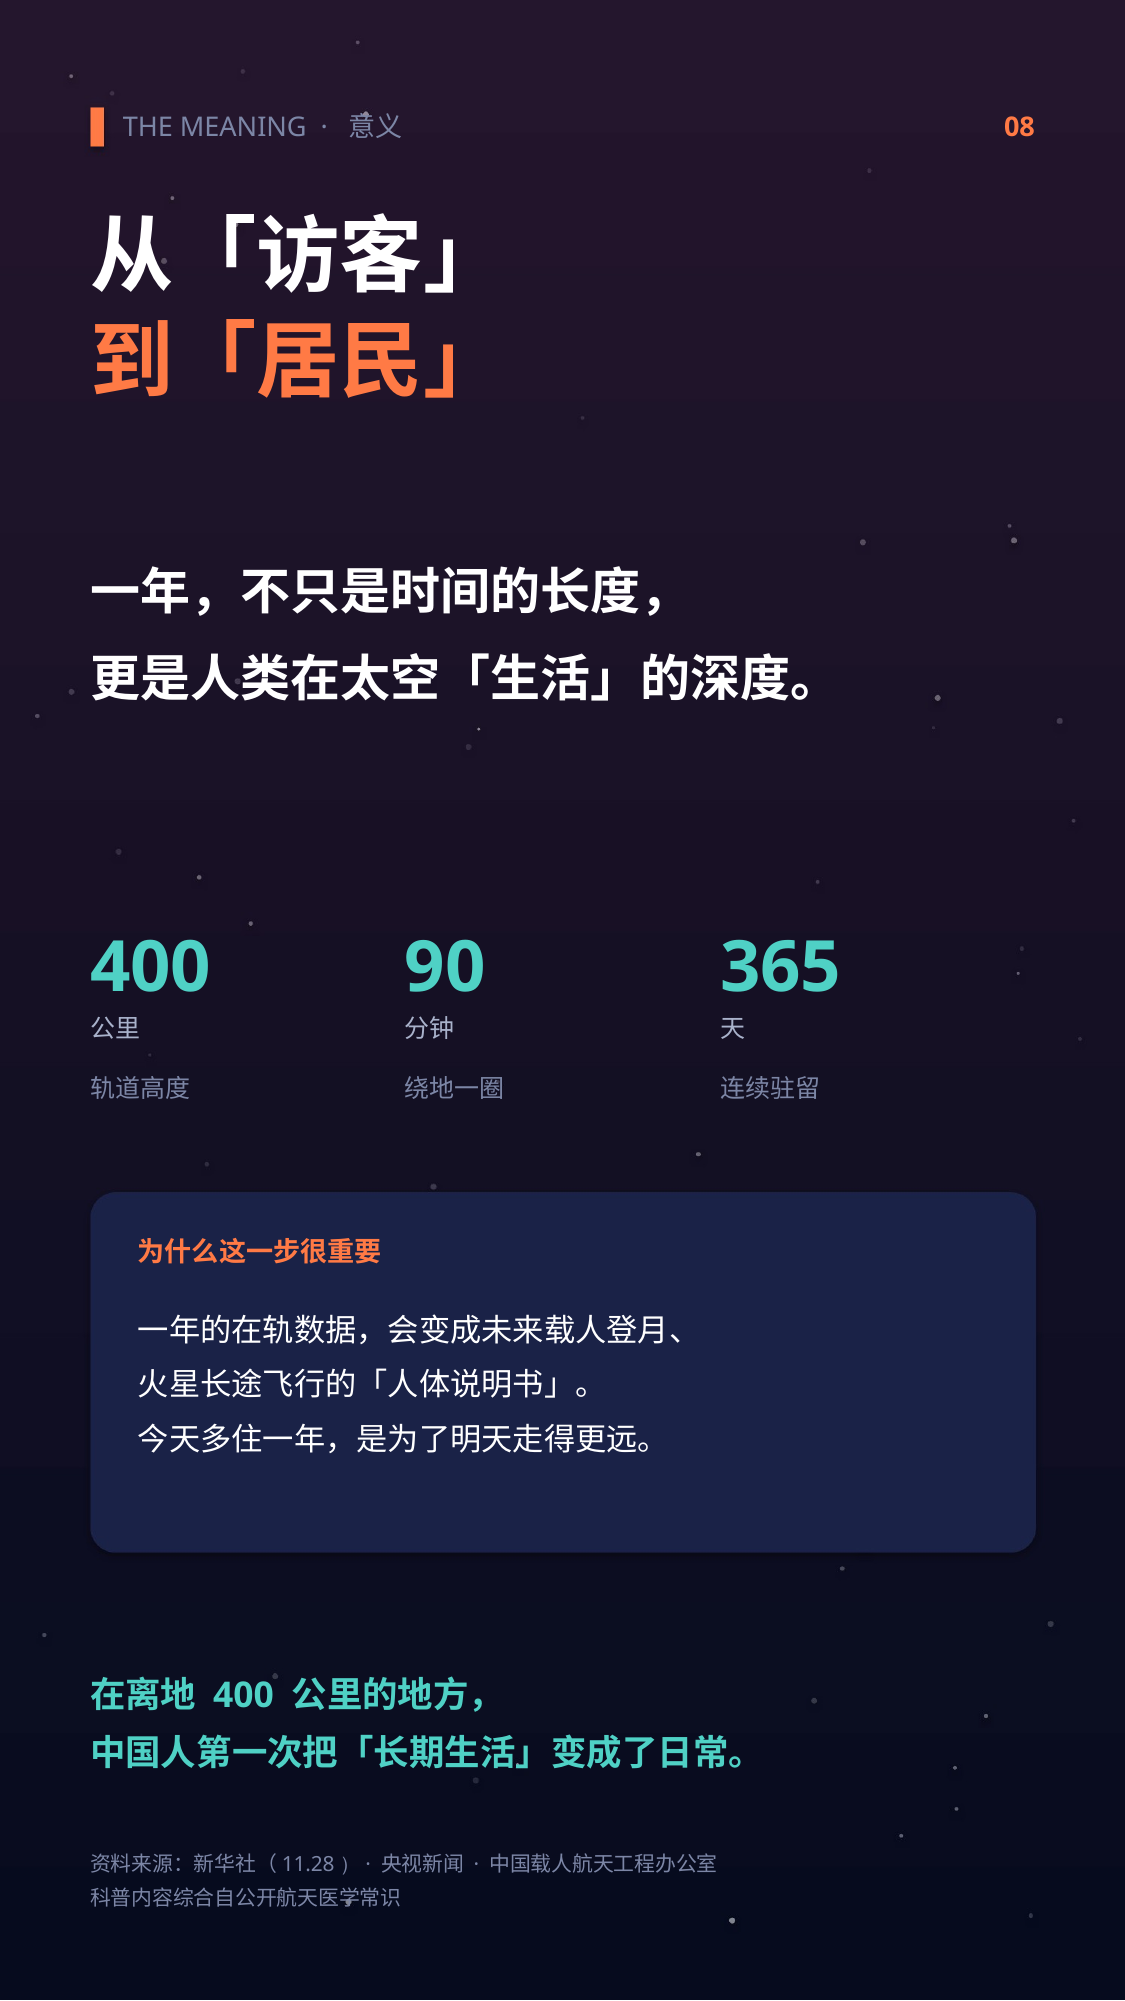 THE MEANING · 意义
08
从「访客」
到「居民」
一年，不只是时间的长度，
更是人类在太空「生活」的深度。
400
90
365
公里
分钟
天
轨道高度
绕地一圈
连续驻留
为什么这一步很重要
一年的在轨数据，会变成未来载人登月、
火星长途飞行的「人体说明书」。
今天多住一年，是为了明天走得更远。
在离地 400 公里的地方，
中国人第一次把「长期生活」变成了日常。
资料来源：新华社（11.28） · 央视新闻 · 中国载人航天工程办公室
科普内容综合自公开航天医学常识